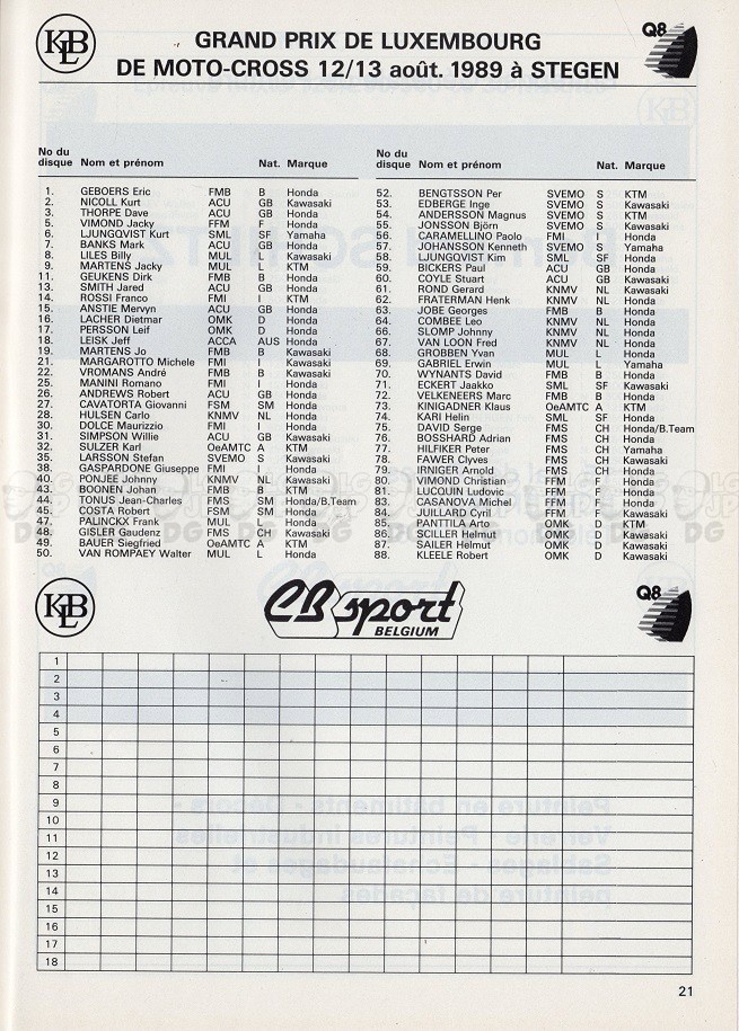 KLB
GRAND PRIX DE LUXEMBOURG
Q8
DE MOTO-CROSS 12/13 août. 1989 à STEGEN
No du
disque Nom et prénom Nat. Marque
1. GEBOERS Eric FMB B Honda
2. NICOLL Kurt ACU GB Kawasaki
3. THORPE Dave ACU GB Honda
5. VIMOND Jacky FFM F Honda
6. LJUNGQVIST Kurt SML SF Yamaha
7. BANKS Mark ACU GB Honda
8. LILES Billy MUL L Kawasaki
9. MARTENS Jacky MUL L KTM
11. GEUKENS Dirk FMB B Honda
13. SMITH Jared ACU GB Honda
14. ROSSI Franco FMI I KTM
15. ANSTIE Mervyn ACU GB Honda
16. LACHER Dietmar OMK D Honda
17. PERSSON Leif OMK D Honda
18. LEISK Jeff ACCA AUS Honda
19. MARTENS Jo FMB B Kawasaki
21. MARGAROTTO Michele FMI I Kawasaki
22. VROMANS André FMB B Kawasaki
25. MANINI Romano FMI I Honda
26. ANDREWS Robert ACU GB Honda
27. CAVATORTA Giovanni FSM SM Honda
28. HULSEN Carlo KNMV NL Honda
30. DOLCE Maurizzio FMI I Honda
31. SIMPSON Willie ACU GB Kawasaki
32. SULZER Karl OeAMTC A KTM
35. LARSSON Stefan SVEMO S Kawasaki
38. GASPARDONE Giuseppe FMI I Honda
40. PONJEE Johnny KNMV NL Kawasaki
43. BOONEN Johan FMB B KTM
44. TONUS Jean-Charles FMS SM Honda/B.Team
45. COSTA Robert FSM SM Honda
47. PALINCKX Frank MUL L Honda
48. GISLER Gaudenz FMS CH Kawasaki
49. BAUER Siegfried OeAMTC A KTM
50. VAN ROMPAEY Walter MUL L Honda
No du
disque Nom et prénom Nat. Marque
52. BENGTSSON Per SVEMO S KTM
53. EDBERGE Inge SVEMO S Kawasaki
54. ANDERSSON Magnus SVEMO S KTM
55. JONSSON Björn SVEMO S Kawasaki
56. CARAMELLINO Paolo FMI I Honda
57. JOHANSSON Kenneth SVEMO S Yamaha
58. LJUNGQVIST Kim SML SF Honda
59. BICKERS Paul ACU GB Honda
60. COYLE Stuart ACU GB Kawasaki
61. ROND Gerard KNMV NL Kawasaki
62. FRATERMAN Henk KNMV NL Honda
63. JOBE Georges FMB B Honda
64. COMBEE Leo KNMV NL Honda
66. SLOMP Johnny KNMV NL Honda
67. VAN LOON Fred KNMV NL Honda
68. GROBBEN Yvan MUL L Honda
69. GABRIEL Erwin MUL L Yamaha
70. WYNANTS David FMB B Honda
71. ECKERT Jaakko SML SF Kawasaki
72. VELKENEERS Marc FMB B Honda
73. KINIGADNER Klaus OeAMTC A KTM
74. KARI Helin SML SF Honda
75. DAVID Serge FMS CH Honda/B.Team
76. BOSSHARD Adrian FMS CH Honda
77. HILFIKER Peter FMS CH Yamaha
78. FAWER Clyves FMS CH Kawasaki
79. IRNIGER Arnold FMS CH Honda
80. VIMOND Christian FFM F Honda
81. LUCQUIN Ludovic FFM F Honda
83. CASANOVA Michel FFM F Honda
84. JUILLARD Cyril FFM F Kawasaki
85. PANTTILA Arto OMK D KTM
86. SCILLER Helmut OMK D Kawasaki
87. SAILER Helmut OMK D Kawasaki
88. KLEELE Robert OMK D Kawasaki
KLB
CB sport
BELGIUM
Q8
1
2
3
4
5
6
7
8
9
10
11
12
13
14
15
16
17
18
21